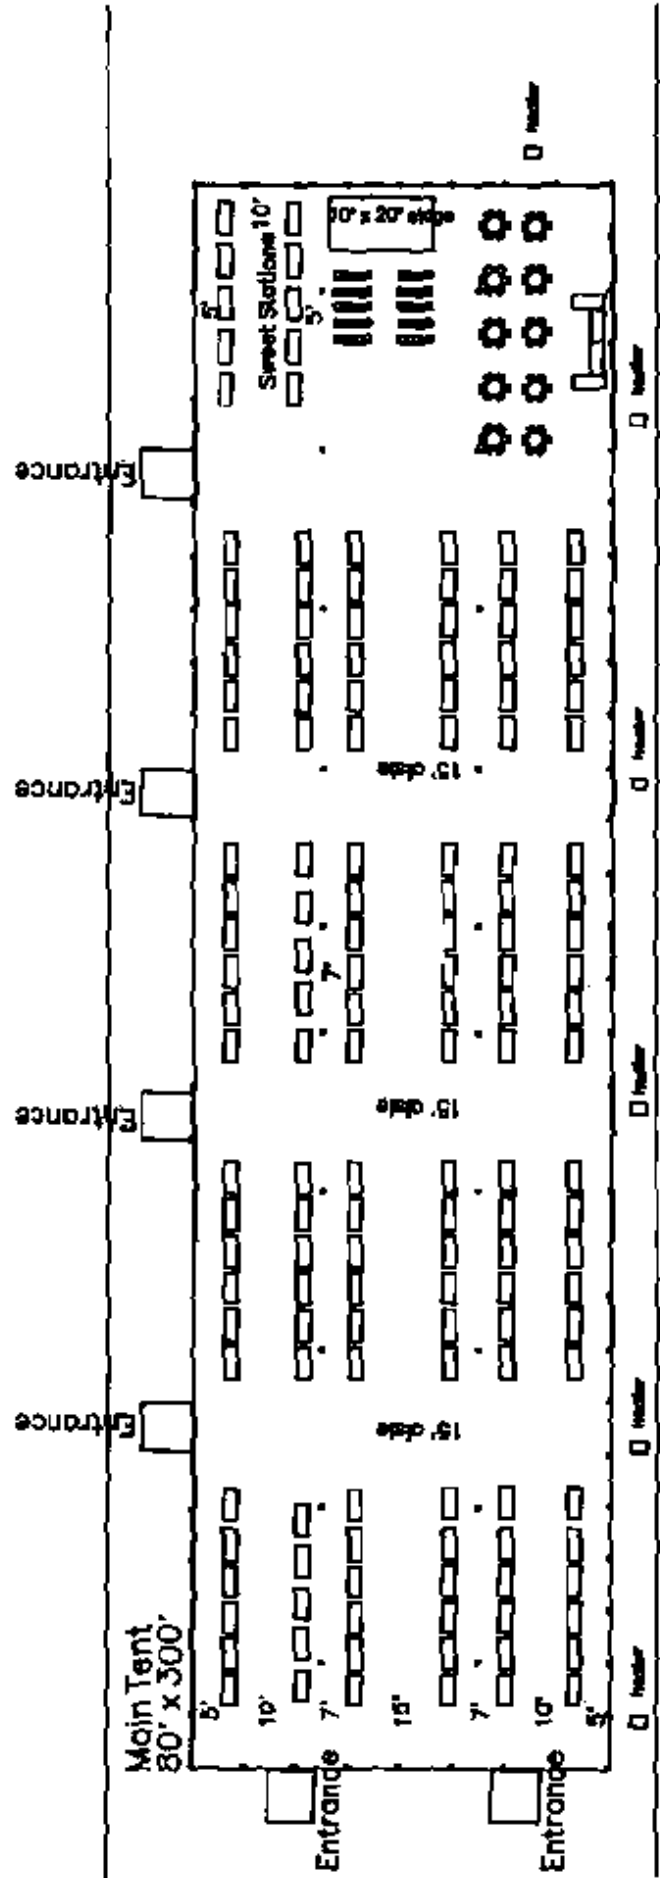 heater
10' x 20' stage
10'
5'
Sweet Stations
5'
heater
Entrance
heater
15' aisle
Entrance
7'
heater
15' aisle
Entrance
heater
15' aisle
Entrance
Main Tent
80' x 300'
heater
5'
10'
7'
15'
7'
10'
5'
Entrance
Entrance